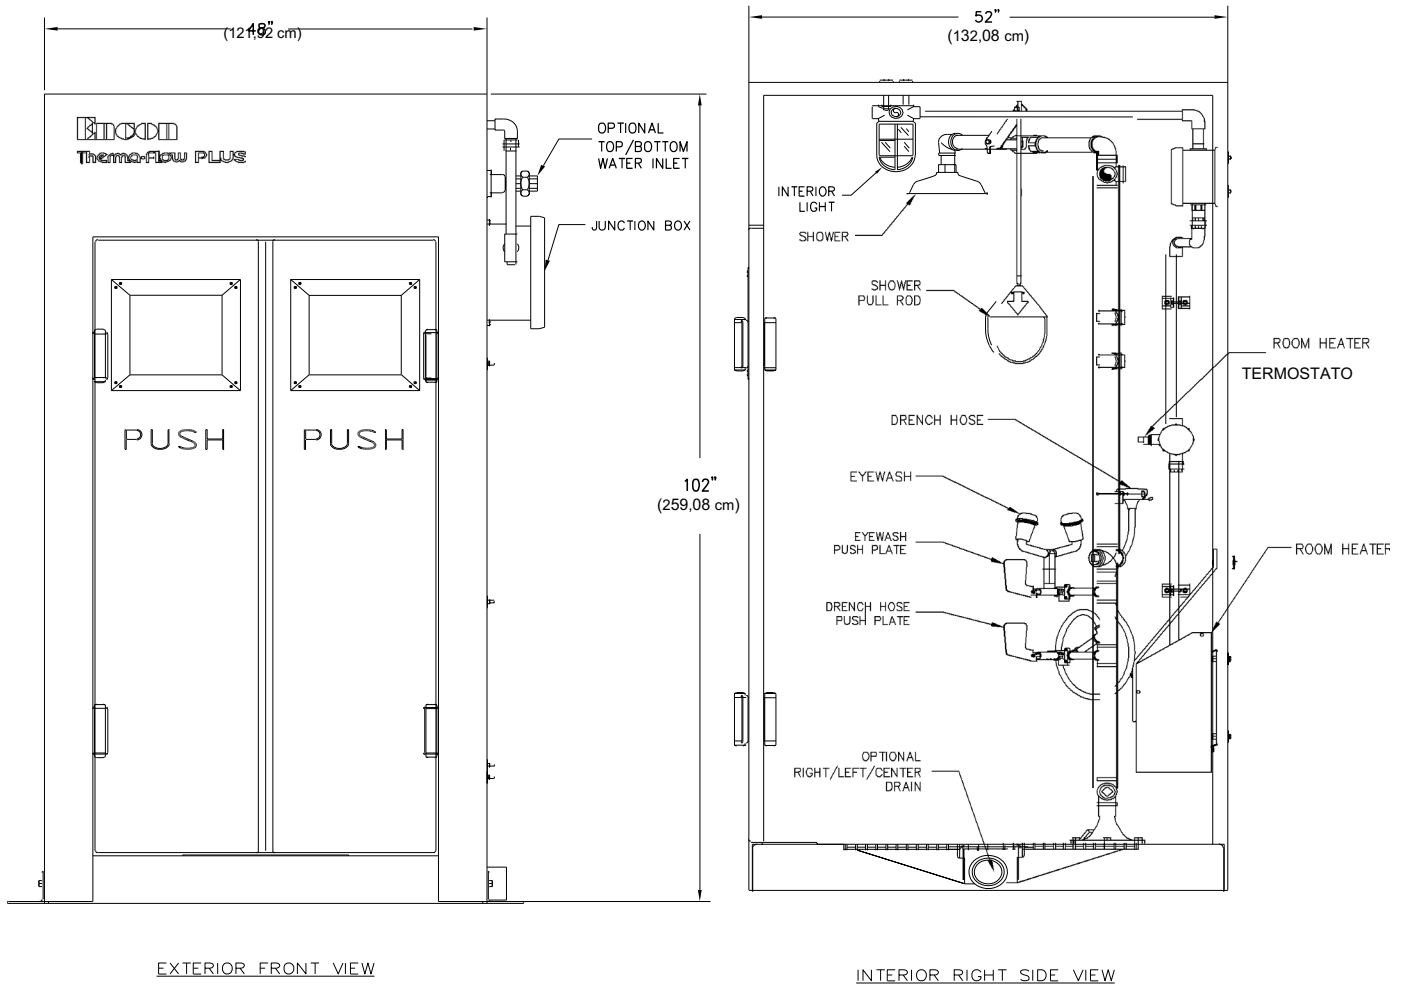 48”
(121,92 cm)
Encon
Therma-Flow PLUS
OPTIONAL
TOP/BOTTOM
WATER INLET
JUNCTION BOX
PUSH
PUSH
102”
(259,08 cm)
EXTERIOR FRONT VIEW
52”
(132,08 cm)
INTERIOR
LIGHT
SHOWER
SHOWER
PULL ROD
ROOM HEATER
TERMOSTATO
DRENCH HOSE
EYEWASH
EYEWASH
PUSH PLATE
ROOM HEATER
DRENCH HOSE
PUSH PLATE
OPTIONAL
RIGHT/LEFT/CENTER
DRAIN
INTERIOR RIGHT SIDE VIEW